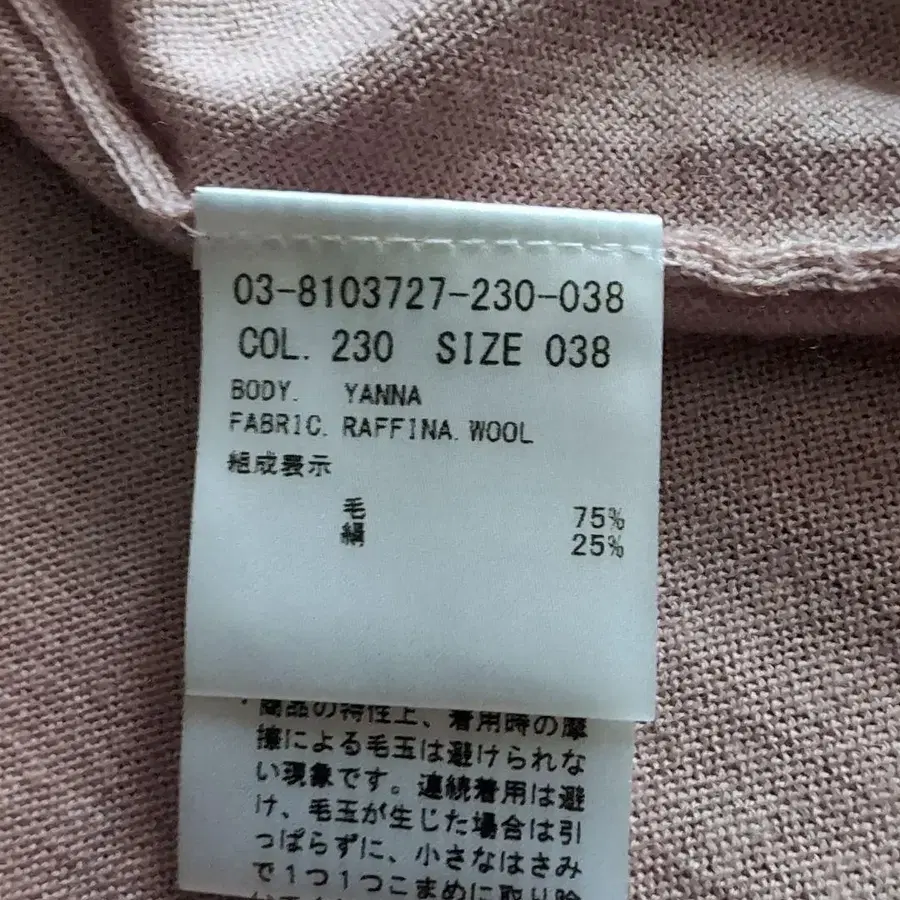 03-8103727-230-038
COL. 230 SIZE 038
BODY. YANNA
FABRIC. RAFFINA. WOOL
組成表示
毛 75%
絹 25%
・商品の特性上、着用時の摩
擦による毛玉は避けられな
い現象です。連続着用は避
け、毛玉が生じた場合は引
っぱらずに、小さなはさみ
で1つ1つこまめに取り除